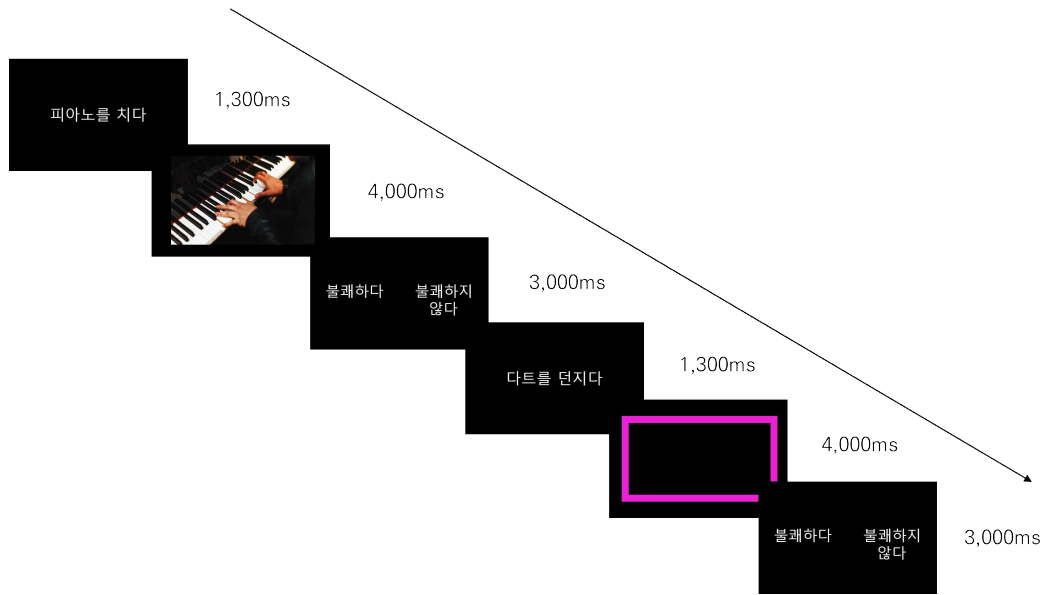 피아노를 치다
1,300ms
4,000ms
불쾌하다
불쾌하지
않다
3,000ms
다트를 던지다
1,300ms
4,000ms
불쾌하다
불쾌하지
않다
3,000ms